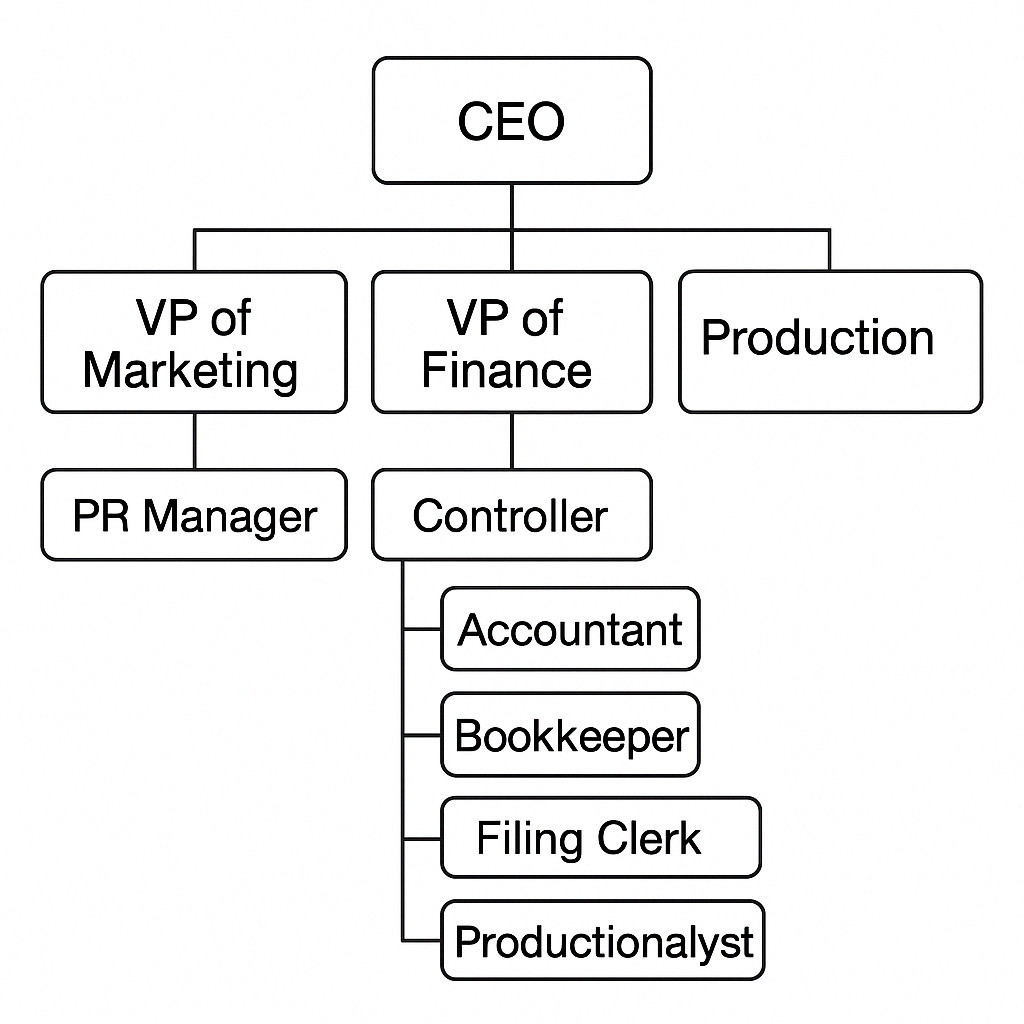 CEO
VP of
Marketing
VP of
Finance
Production
PR Manager
Controller
Accountant
Bookkeeper
Filing Clerk
Productionalyst